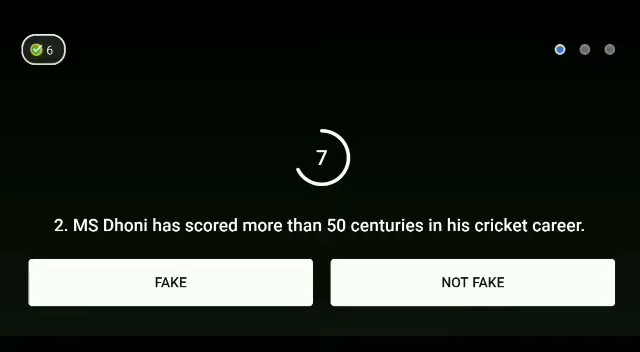 6
7
2. MS Dhoni has scored more than 50 centuries in his cricket career.
FAKE
NOT FAKE